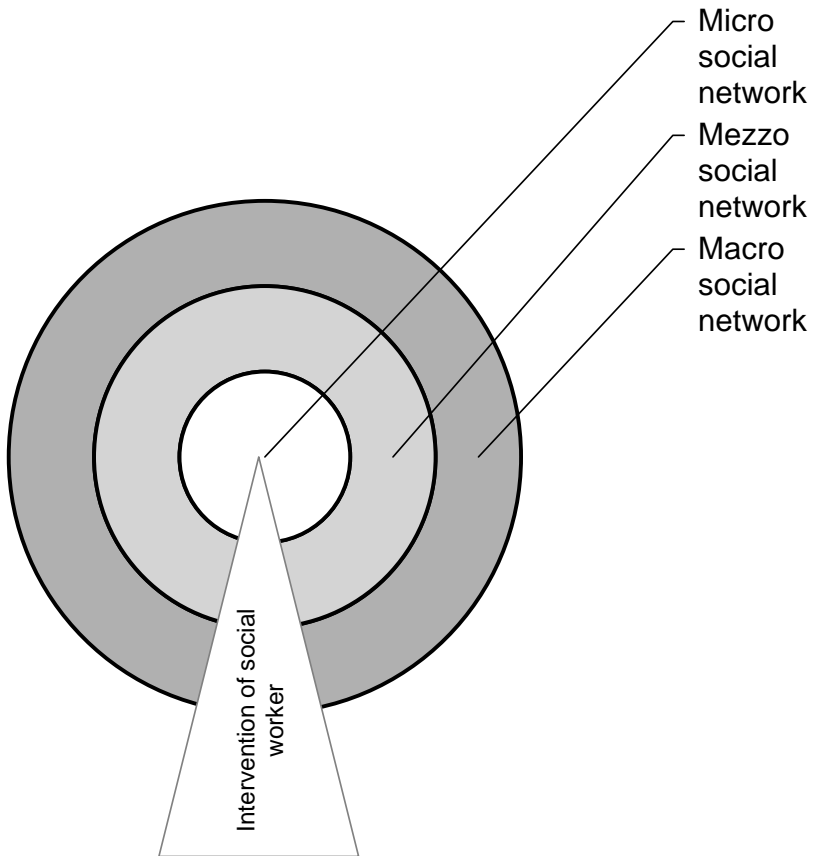 Micro
social
network
Mezzo
social
network
Macro
social
network
Intervention of social
worker